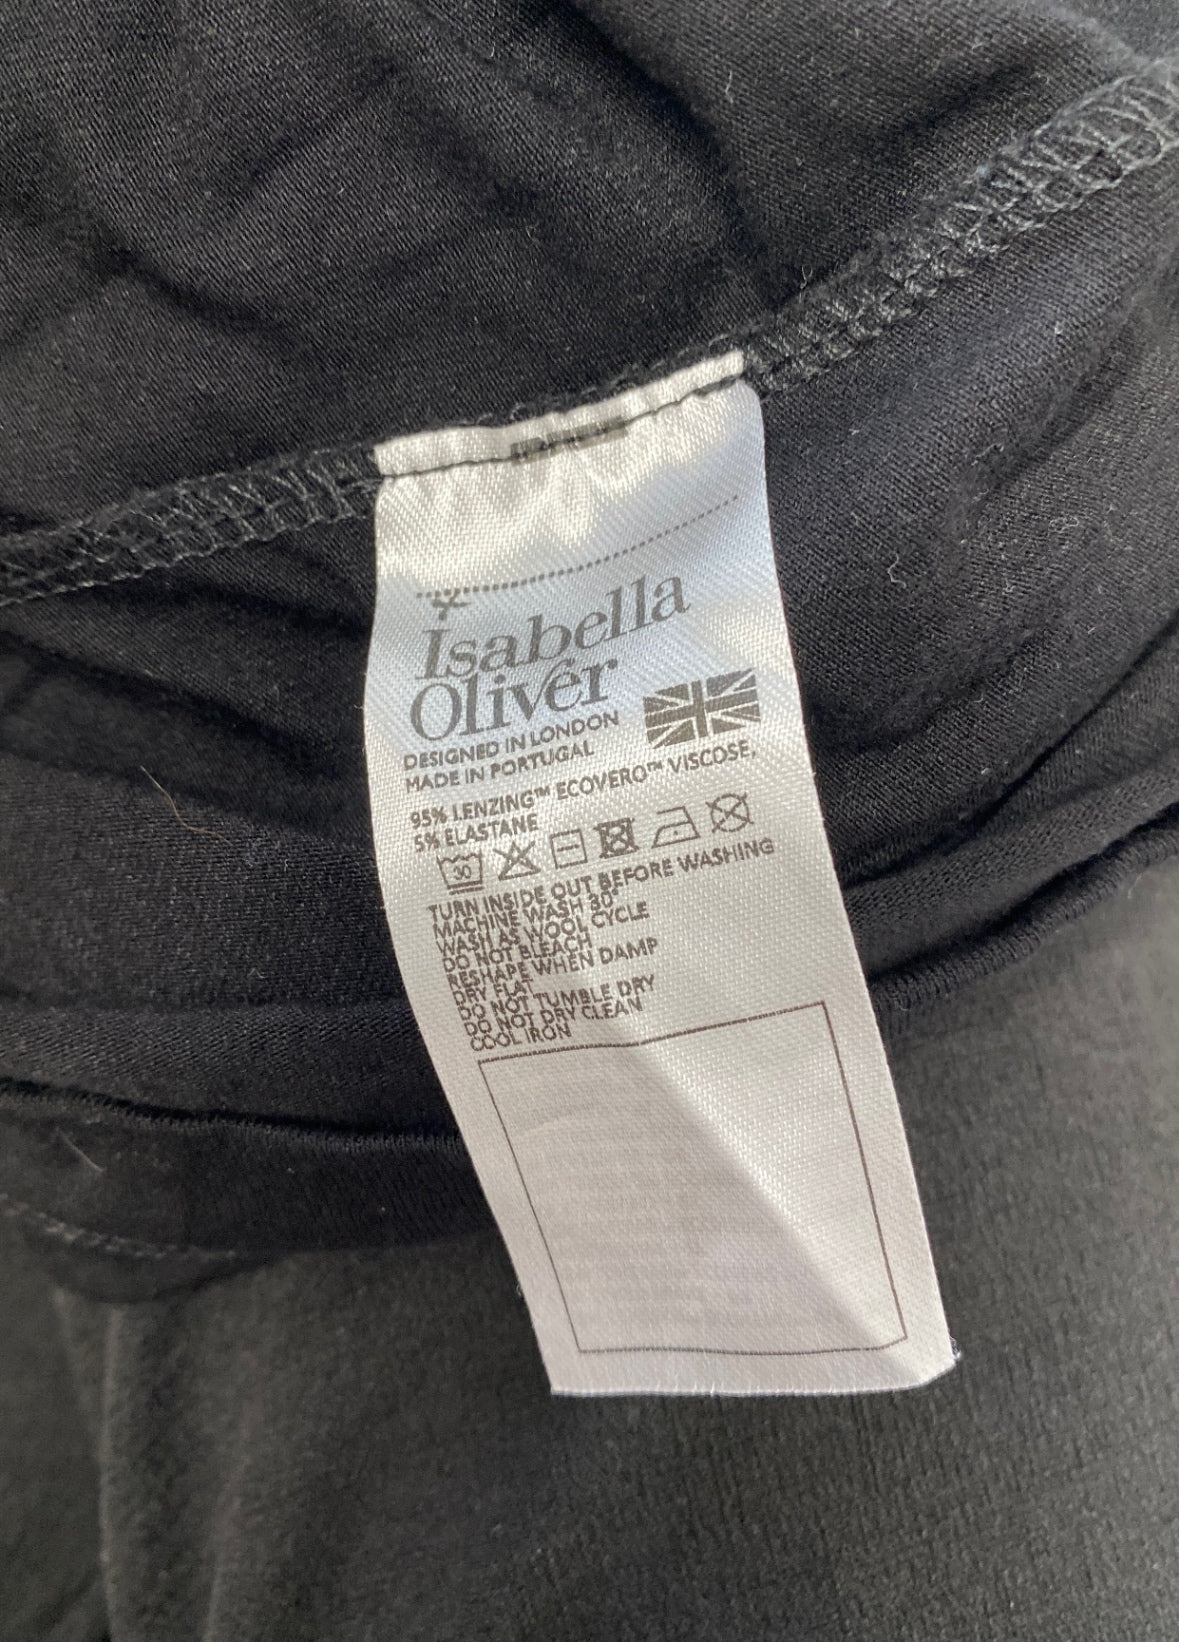 Isabella
Oliver
DESIGNED IN LONDON
MADE IN PORTUGAL
95% LENZING™ ECOVERO™ VISCOSE,
5% ELASTANE
30
TURN INSIDE OUT BEFORE WASHING
MACHINE WASH 30°
WASH AS WOOL CYCLE
DO NOT BLEACH
RESHAPE WHEN DAMP
DRY FLAT
DO NOT TUMBLE DRY
DO NOT DRY CLEAN
COOL IRON